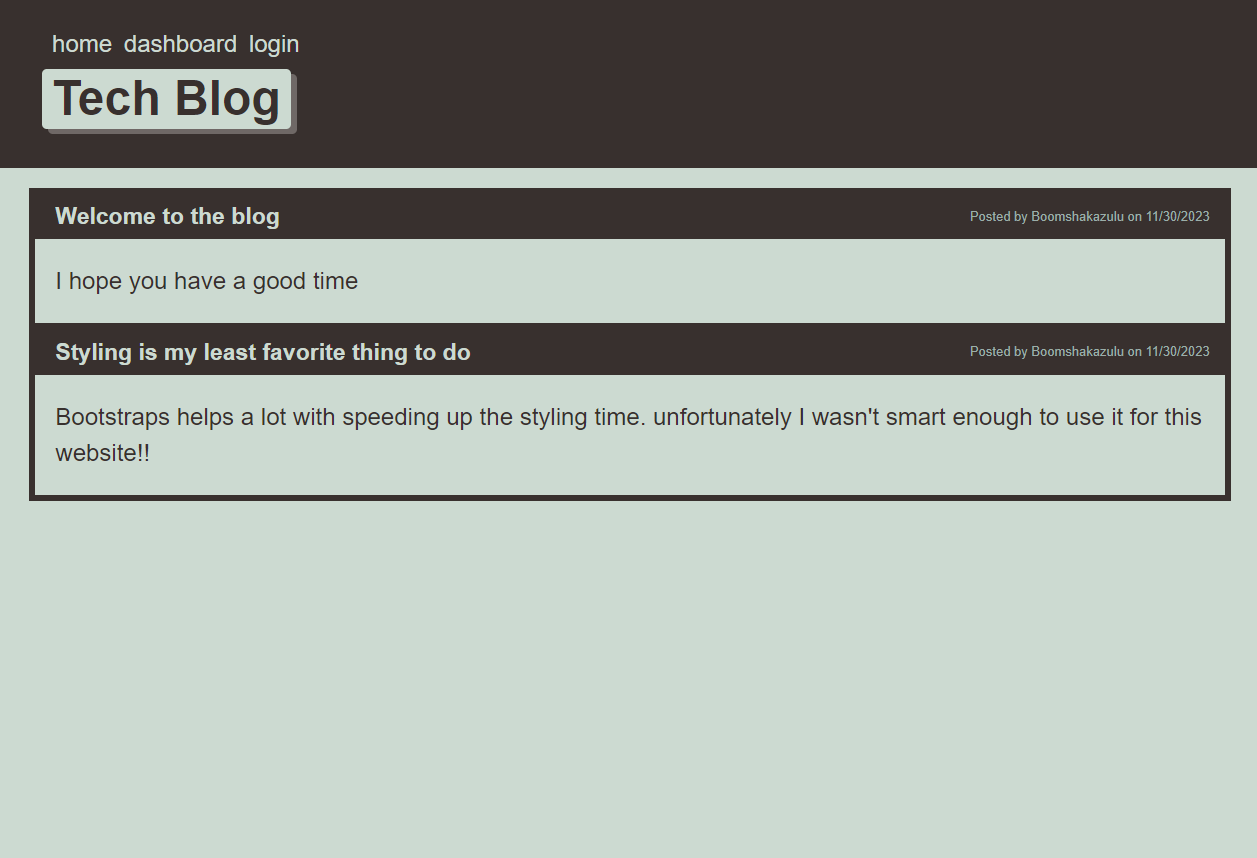 home dashboard login
Tech Blog
Welcome to the blog
Posted by Boomshakazulu on 11/30/2023
I hope you have a good time
Styling is my least favorite thing to do
Posted by Boomshakazulu on 11/30/2023
Bootstraps helps a lot with speeding up the styling time. unfortunately I wasn't smart enough to use it for this
website!!